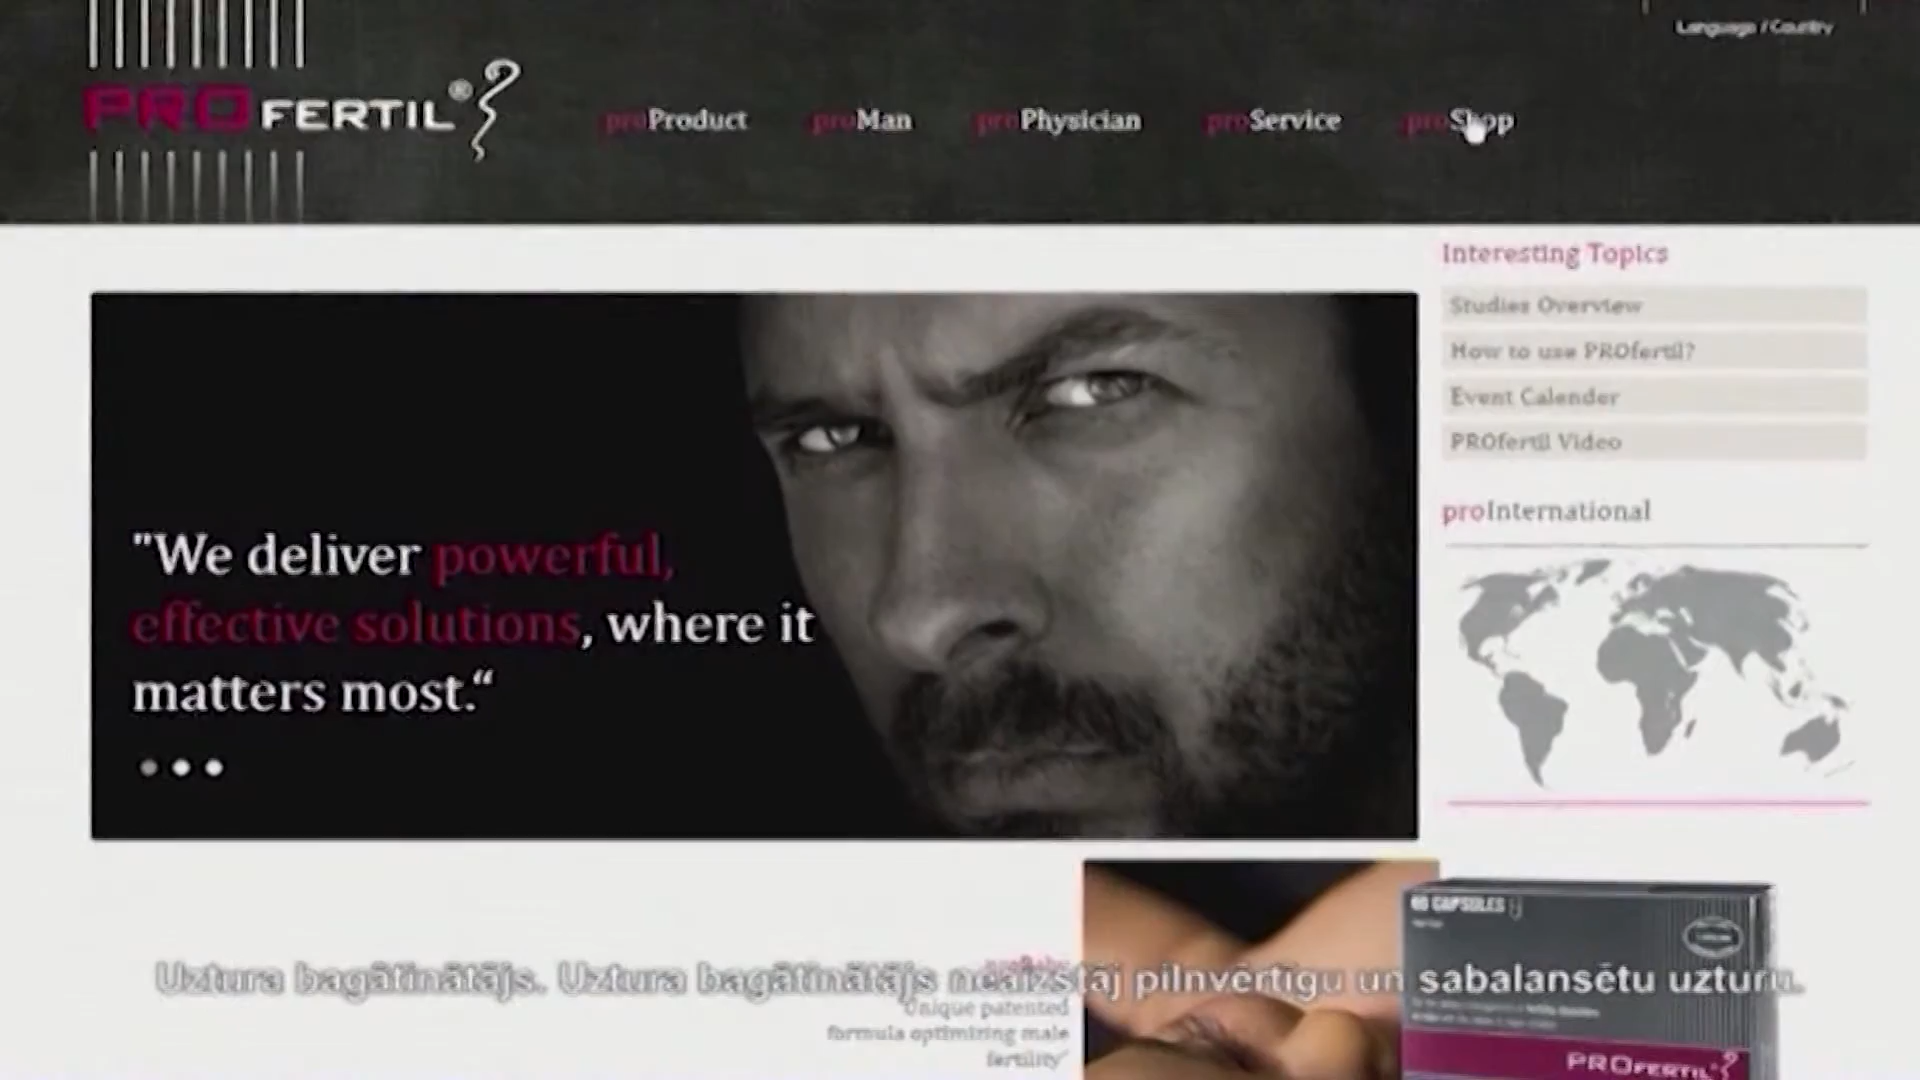 Language / Country
PROFERTIL®
proProduct proMan proPhysician proService proShop
Interesting Topics
Studies Overview
How to use PROfertil?
Event Calender
PROfertil Video
proInternational
"We deliver powerful,
effective solutions, where it
matters most.“
60 CAPSULES
Uztura bagātinātājs. Uztura bagātinātājs neaizstāj pilnvērtīgu un sabalansētu uzturu.
Unique patented
formula optimizing male
fertility"
PROFERTIL